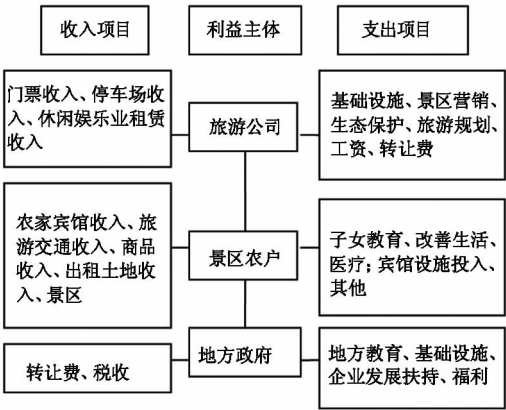 收入项目
利益主体
支出项目
门票收入、停车场收
入、休闲娱乐业租赁
收入
旅游公司
基础设施、景区营销、
生态保护、旅游规划、
工资、转让费
农家宾馆收入、旅
游交通收入、商品
收入、出租土地收
入、景区
景区农户
子女教育、改善生活、
医疗；宾馆设施投入、
其他
转让费、税收
地方政府
地方教育、基础设施、
企业发展扶持、福利